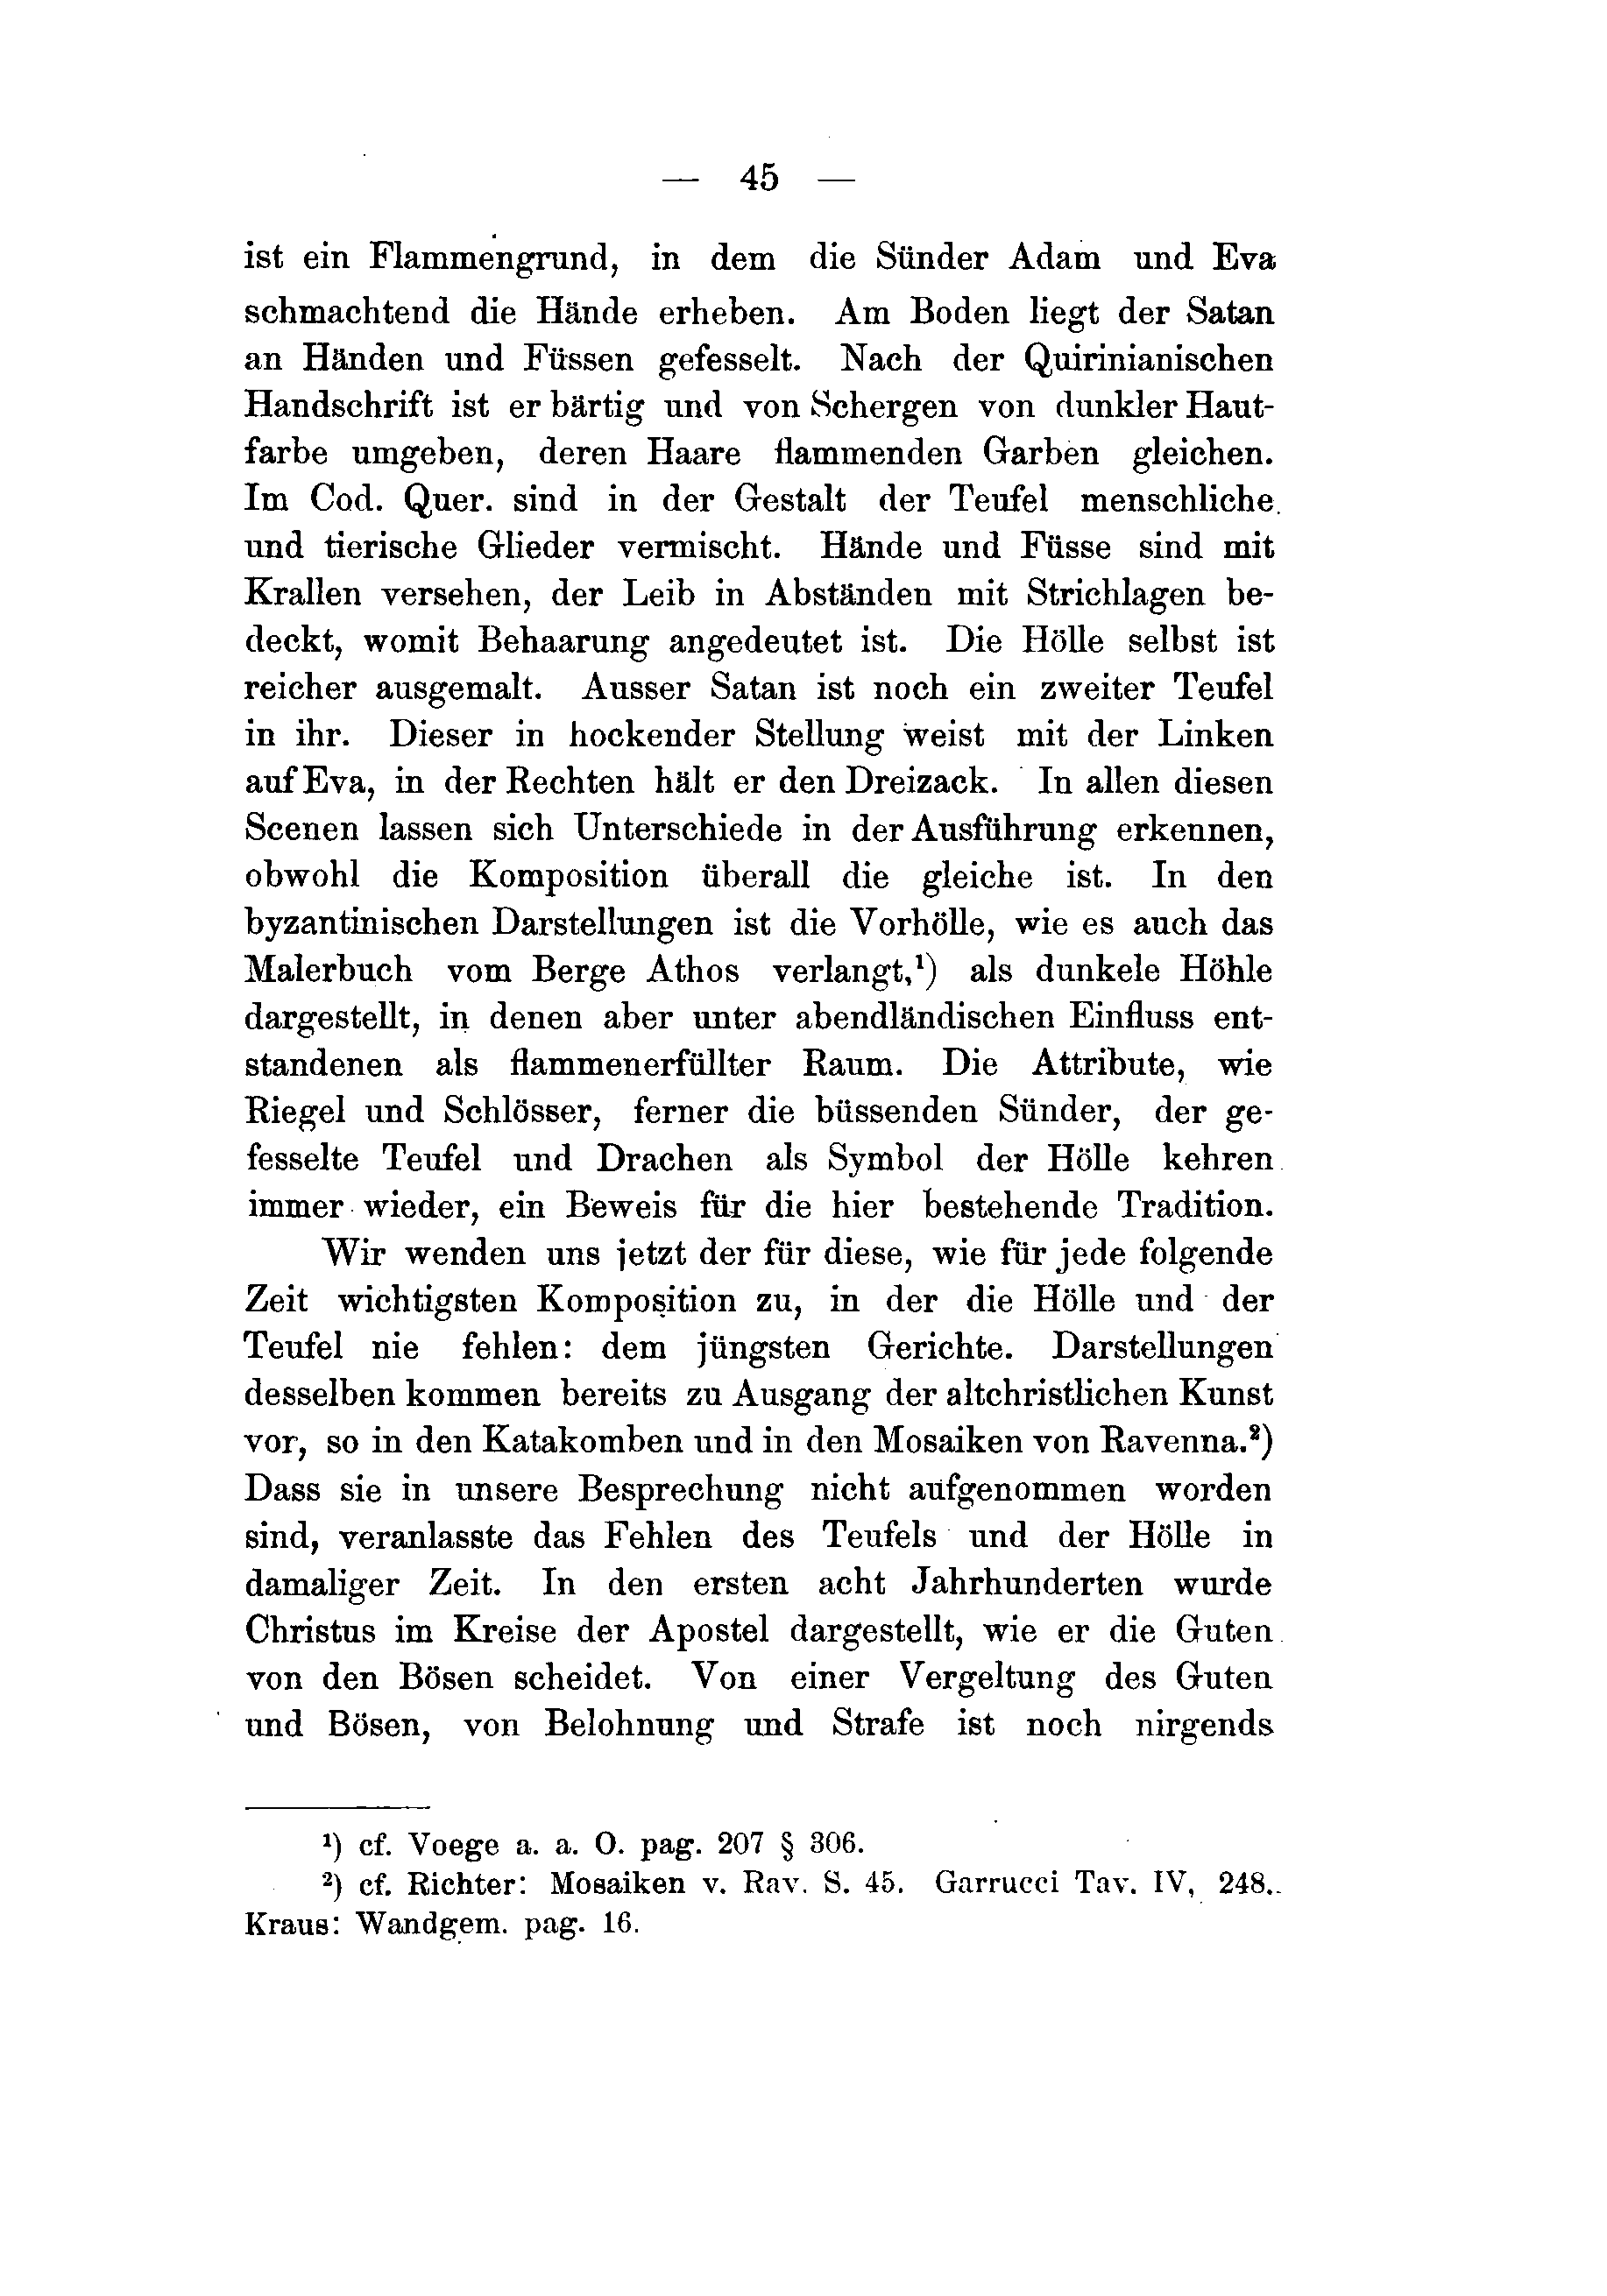 — 45 —
ist ein Flammengrund, in dem die Sünder Adam und Eva
schmachtend die Hände erheben. Am Boden liegt der Satan
an Händen und Füssen gefesselt. Nach der Quirinianischen
Handschrift ist er bärtig und von Schergen von dunkler Haut-
farbe umgeben, deren Haare flammenden Garben gleichen.
Im Cod. Quer. sind in der Gestalt der Teufel menschliche
und tierische Glieder vermischt. Hände und Füsse sind mit
Krallen versehen, der Leib in Abständen mit Strichlagen be-
deckt, womit Behaarung angedeutet ist. Die Hölle selbst ist
reicher ausgemalt. Ausser Satan ist noch ein zweiter Teufel
in ihr. Dieser in hockender Stellung weist mit der Linken
auf Eva, in der Rechten hält er den Dreizack. In allen diesen
Scenen lassen sich Unterschiede in der Ausführung erkennen,
obwohl die Komposition überall die gleiche ist. In den
byzantinischen Darstellungen ist die Vorhölle, wie es auch das
Malerbuch vom Berge Athos verlangt,¹) als dunkele Höhle
dargestellt, in denen aber unter abendländischen Einfluss ent-
standenen als flammenerfüllter Raum. Die Attribute, wie
Riegel und Schlösser, ferner die büssenden Sünder, der ge-
fesselte Teufel und Drachen als Symbol der Hölle kehren
immer wieder, ein Beweis für die hier bestehende Tradition.
Wir wenden uns jetzt der für diese, wie für jede folgende
Zeit wichtigsten Komposition zu, in der die Hölle und der
Teufel nie fehlen: dem jüngsten Gerichte. Darstellungen
desselben kommen bereits zu Ausgang der altchristlichen Kunst
vor, so in den Katakomben und in den Mosaiken von Ravenna.²)
Dass sie in unsere Besprechung nicht aufgenommen worden
sind, veranlasste das Fehlen des Teufels und der Hölle in
damaliger Zeit. In den ersten acht Jahrhunderten wurde
Christus im Kreise der Apostel dargestellt, wie er die Guten
von den Bösen scheidet. Von einer Vergeltung des Guten
und Bösen, von Belohnung und Strafe ist noch nirgends
¹) cf. Voege a. a. O. pag. 207 § 306.
²) cf. Richter: Mosaiken v. Rav. S. 45. Garrucci Tav. IV, 248.
Kraus: Wandgem. pag. 16.